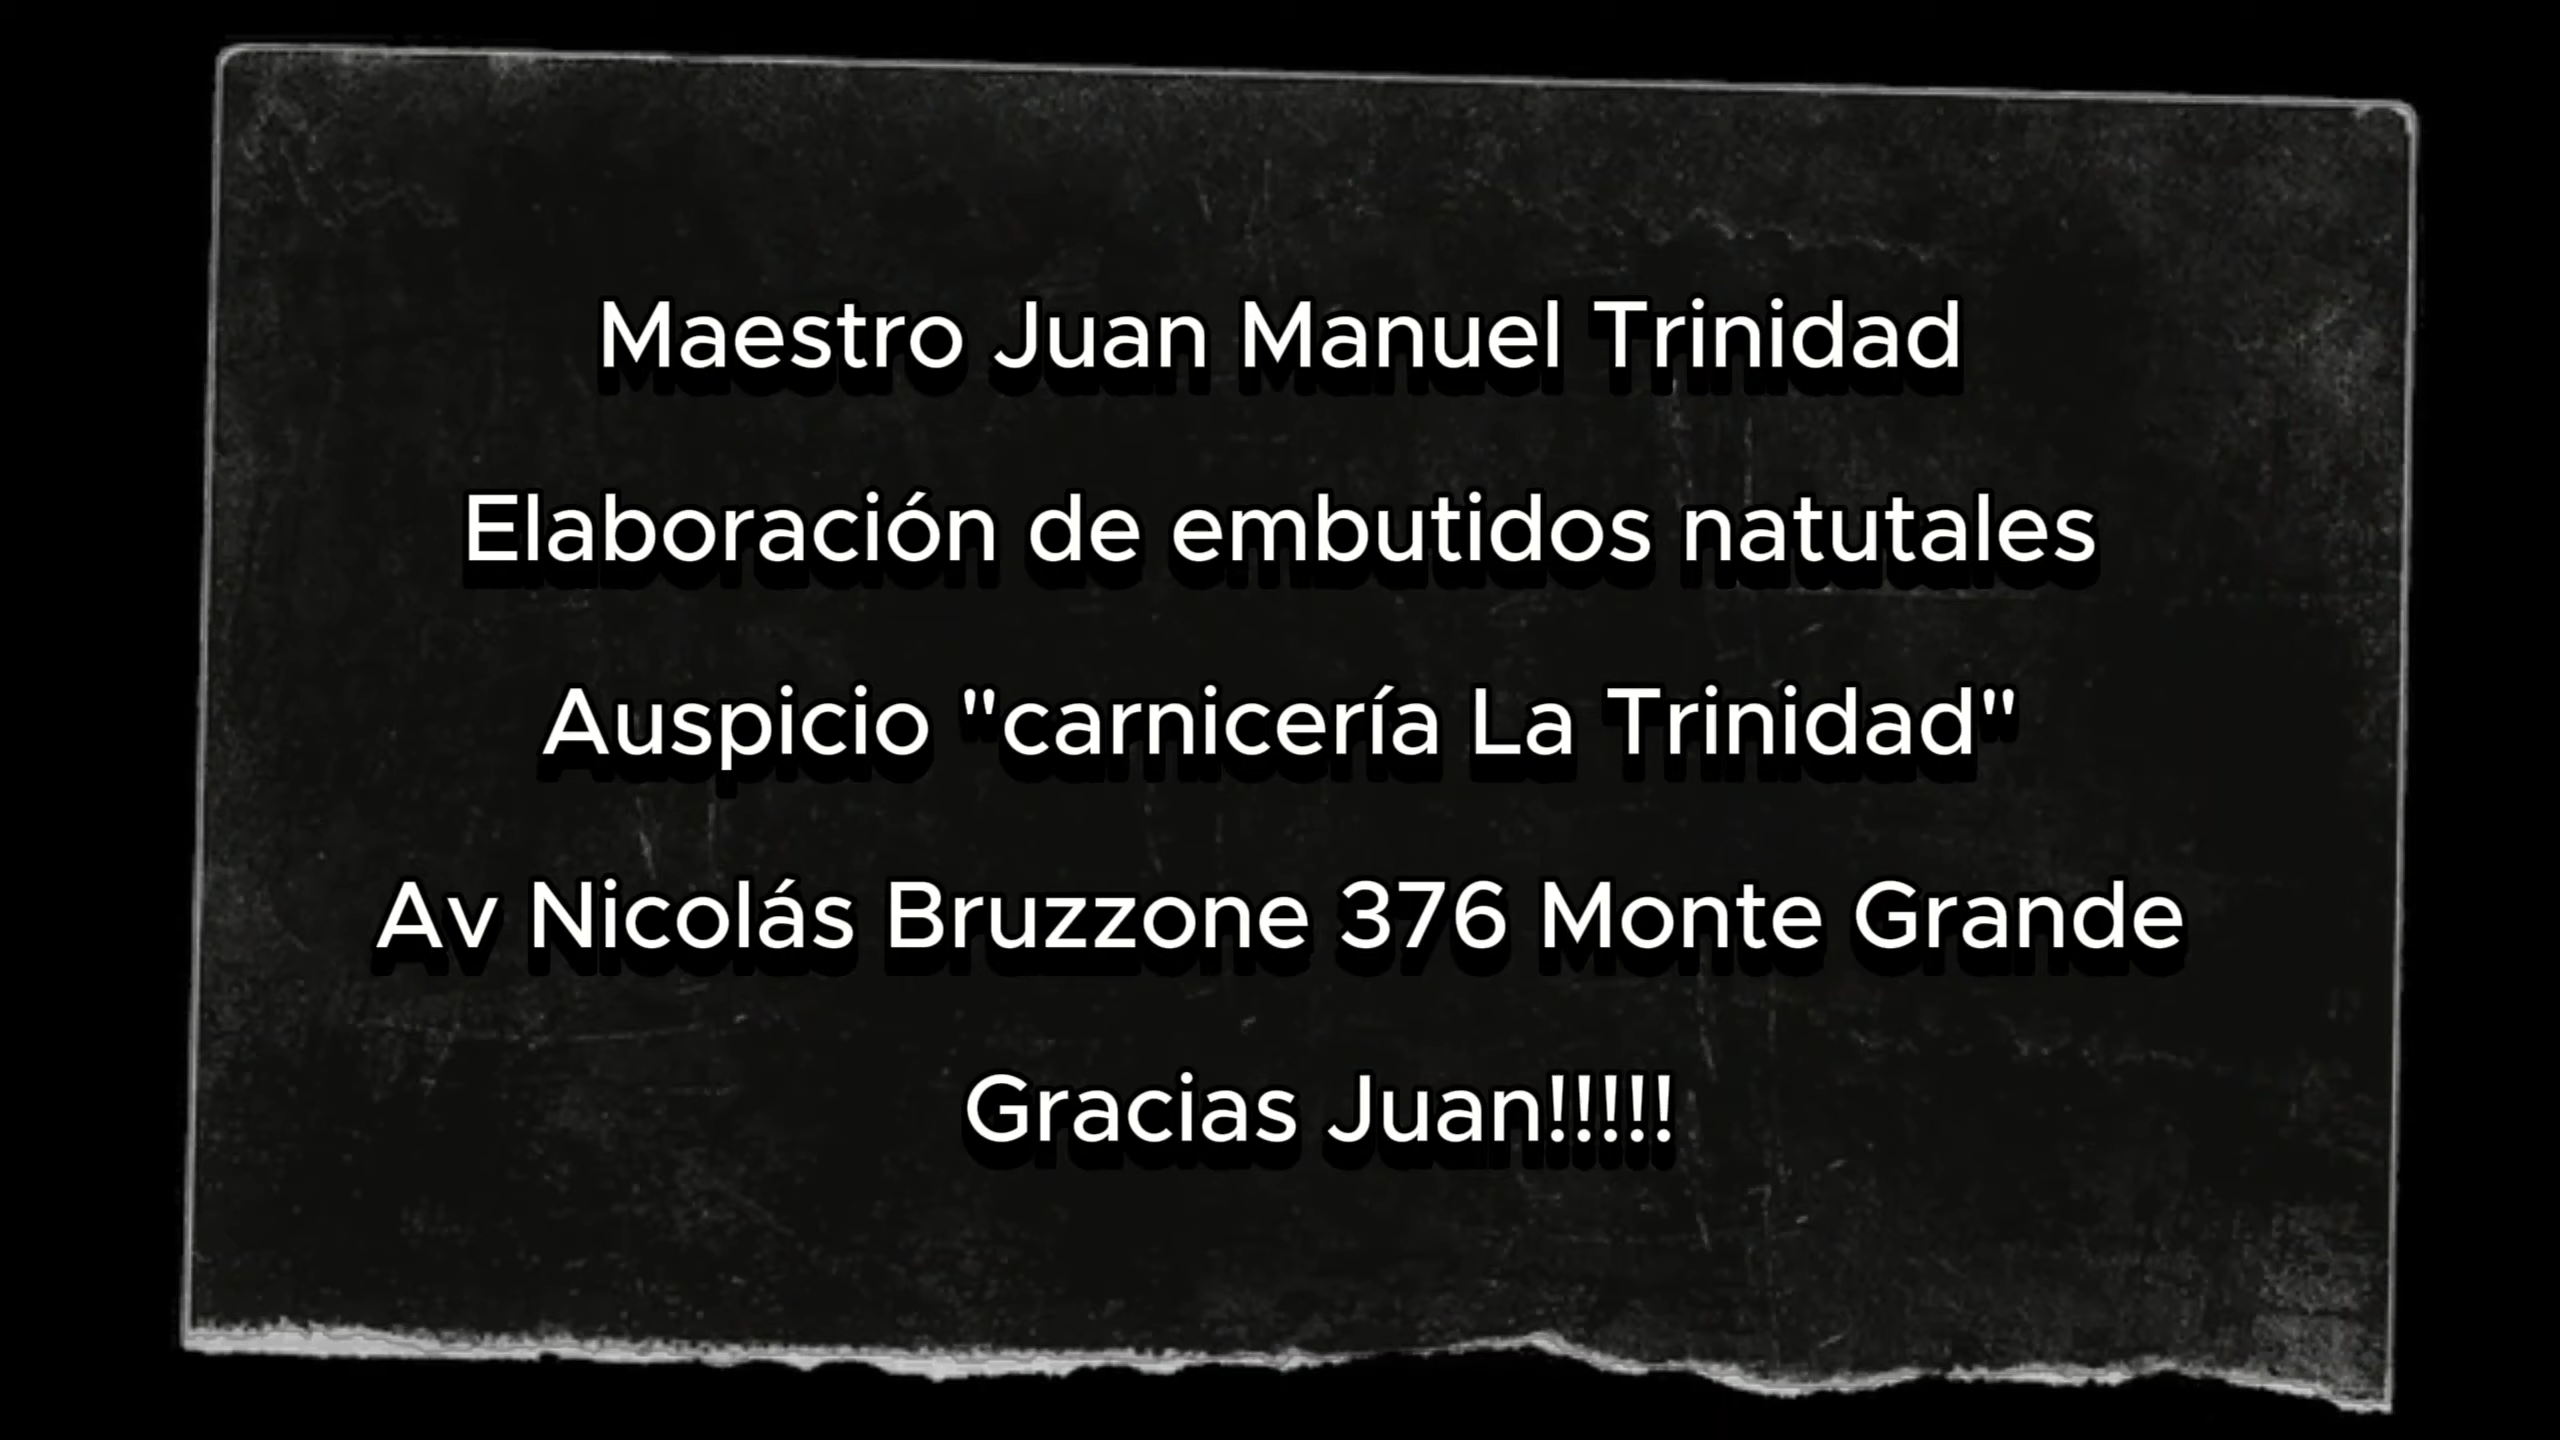 Maestro Juan Manuel Trinidad
Elaboración de embutidos natutales
Auspicio "carnicería La Trinidad"
Av Nicolás Bruzzone 376 Monte Grande
Gracias Juan!!!!!